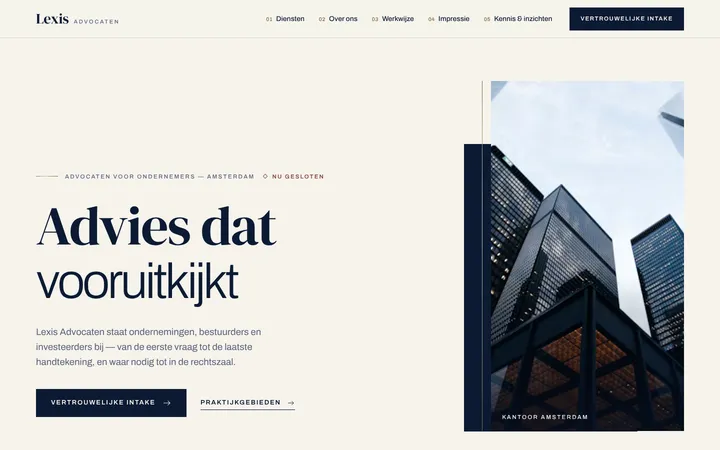 Lexis ADVOCATEN
01 Diensten
02 Over ons
03 Werkwijze
04 Impressie
05 Kennis & inzichten
VERTROUWELIJKE INTAKE
ADVOCATEN VOOR ONDERNEMERS — AMSTERDAM
NU GESLOTEN
Advies dat
vooruitkijkt
Lexis Advocaten staat ondernemingen, bestuurders en
investeerders bij — van de eerste vraag tot de laatste
handtekening, en waar nodig tot in de rechtszaal.
VERTROUWELIJKE INTAKE →
PRAKTIJKGEBIEDEN →
KANTOOR AMSTERDAM